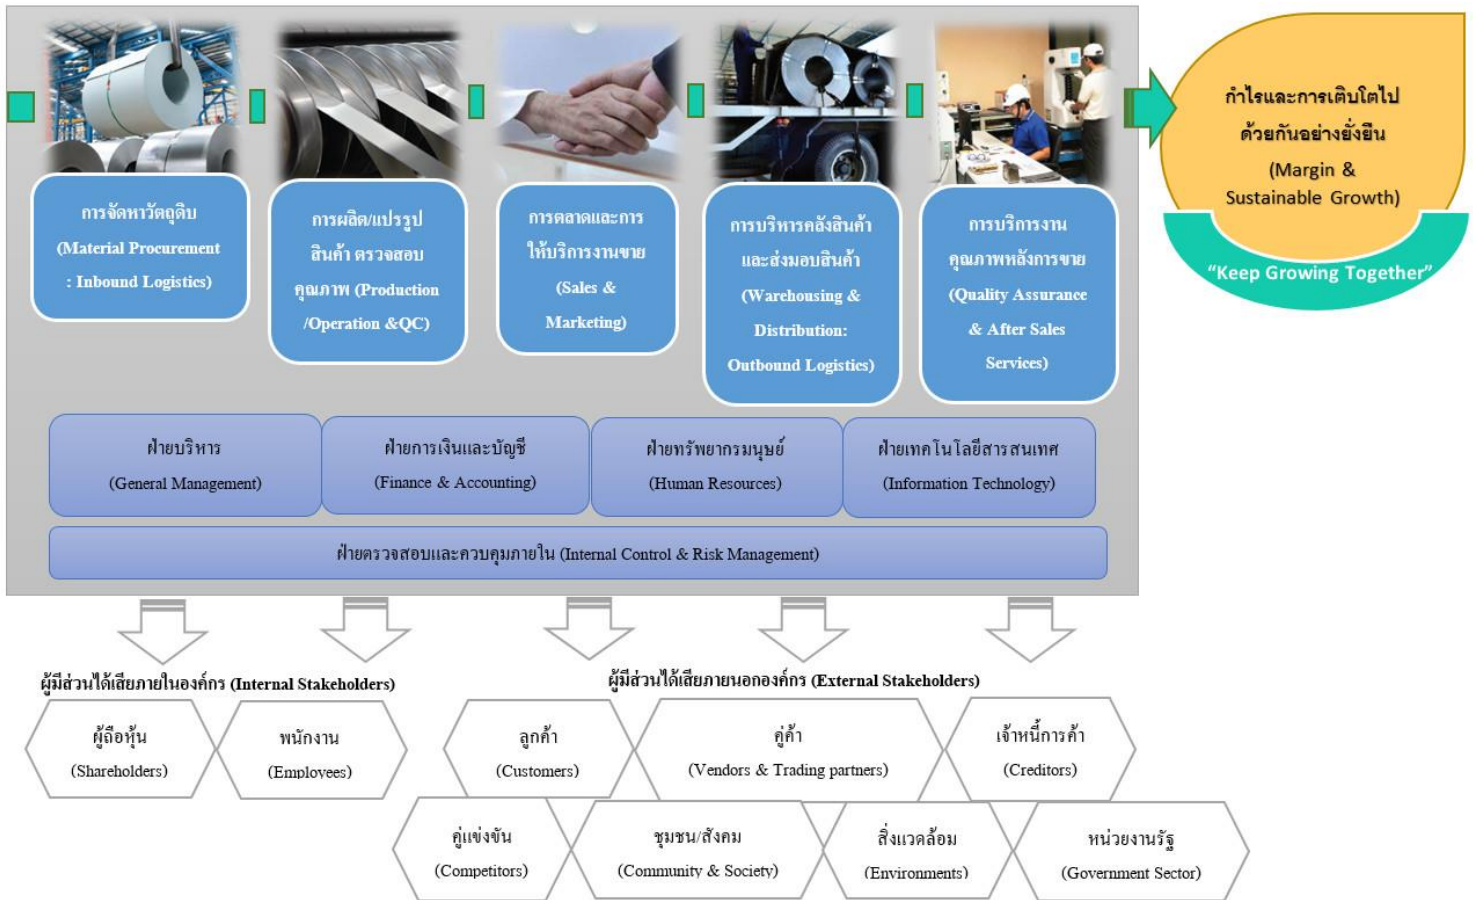 การจัดหาวัตถุดิบ
(Material Procurement
: Inbound Logistics)
การผลิต/แปรรูป
สินค้า ตรวจสอบ
คุณภาพ (Production
/Operation &QC)
การตลาดและการ
ให้บริการงานขาย
(Sales &
Marketing)
การบริหารคลังสินค้า
และส่งมอบสินค้า
(Warehousing &
Distribution:
Outbound Logistics)
การบริการงาน
คุณภาพหลังการขาย
(Quality Assurance
& After Sales
Services)
กำไรและการเติบโตไป
ด้วยกันอย่างยั่งยืน
(Margin &
Sustainable Growth)
“Keep Growing Together”
ฝ่ายบริหาร
(General Management)
ฝ่ายการเงินและบัญชี
(Finance & Accounting)
ฝ่ายทรัพยากรมนุษย์
(Human Resources)
ฝ่ายเทคโนโลยีสารสนเทศ
(Information Technology)
ฝ่ายตรวจสอบและควบคุมภายใน (Internal Control & Risk Management)
ผู้มีส่วนได้เสียภายในองค์กร (Internal Stakeholders)
ผู้ถือหุ้น
(Shareholders)
พนักงาน
(Employees)
ผู้มีส่วนได้เสียภายนอกองค์กร (External Stakeholders)
ลูกค้า
(Customers)
คู่ค้า
(Vendors & Trading partners)
เจ้าหนี้การค้า
(Creditors)
คู่แข่งขัน
(Competitors)
ชุมชน/สังคม
(Community & Society)
สิ่งแวดล้อม
(Environments)
หน่วยงานรัฐ
(Government Sector)